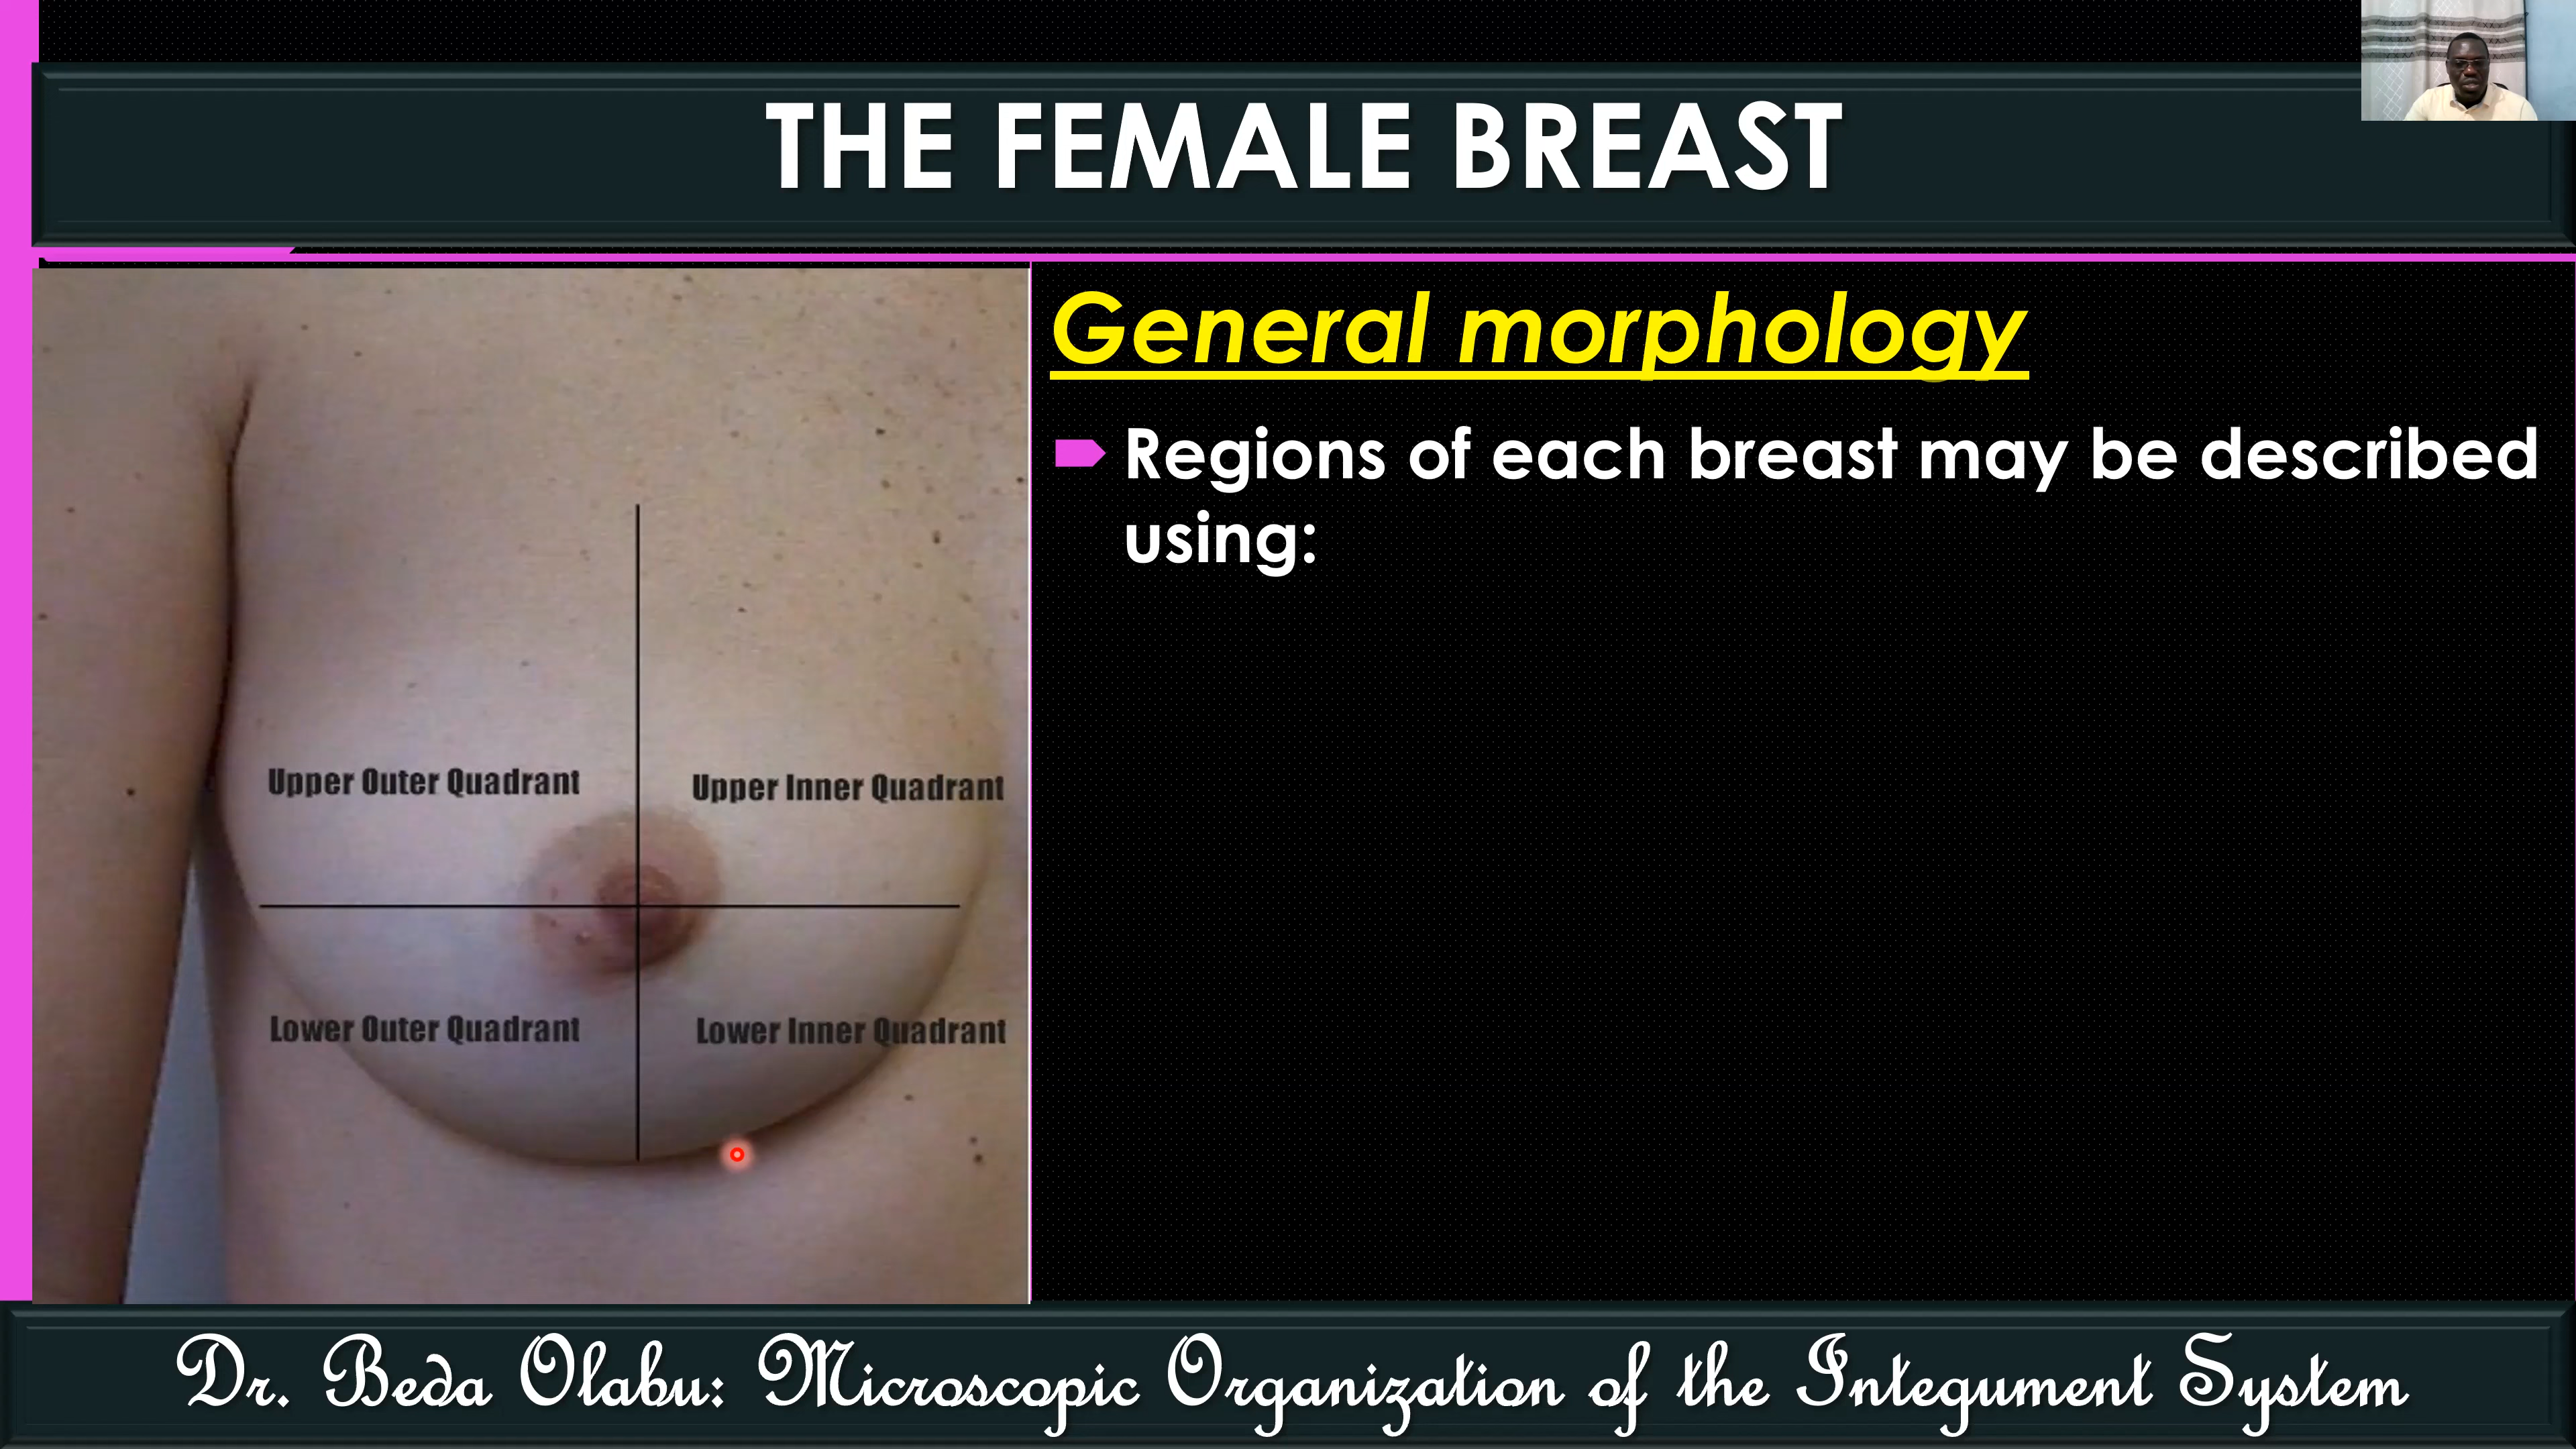 THE FEMALE BREAST
General morphology
Regions of each breast may be described
using:
Upper Outer Quadrant
Upper Inner Quadrant
Lower Outer Quadrant
Lower Inner Quadrant
Dr. Beda Olabu: Microscopic Organization of the Integument System